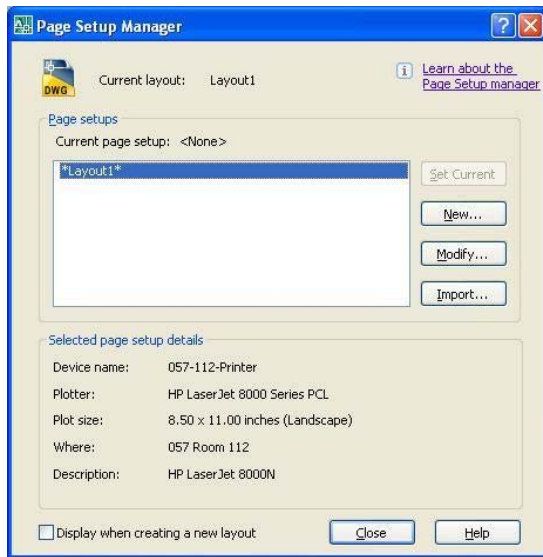 Page Setup Manager
DWG
Current layout: Layout1
Learn about the
Page Setup manager
Page setups
Current page setup: <None>
*Layout1*
Set Current
New...
Modify...
Import...
Selected page setup details
Device name: 057-112-Printer
Plotter: HP LaserJet 8000 Series PCL
Plot size: 8.50 x 11.00 inches (Landscape)
Where: 057 Room 112
Description: HP LaserJet 8000N
Display when creating a new layout
Close
Help